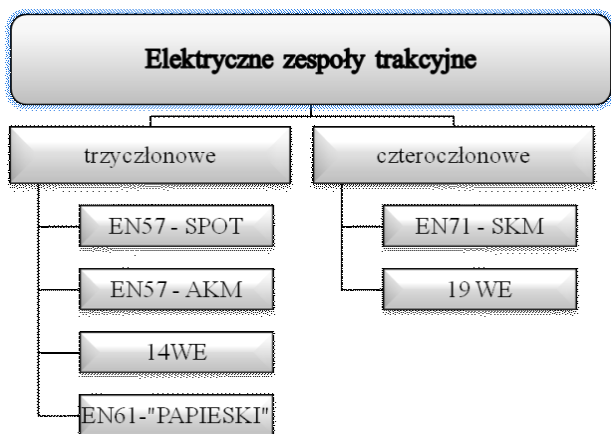 Elektryczne zespoły trakcyjne
trzyczłonowe
EN57 - SPOT
EN57 - AKM
14WE
EN61-"PAPIESKI"
czteroczłonowe
EN71 - SKM
19 WE